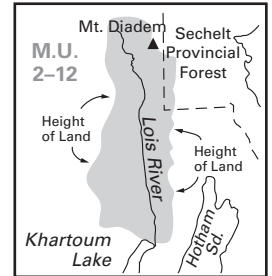 Mt. Diadem
M.U.
2–12
Sechelt
Provincial
Forest
Height
of Land
Lois River
Height
of Land
Khartoum
Lake
Hotham
Sd.